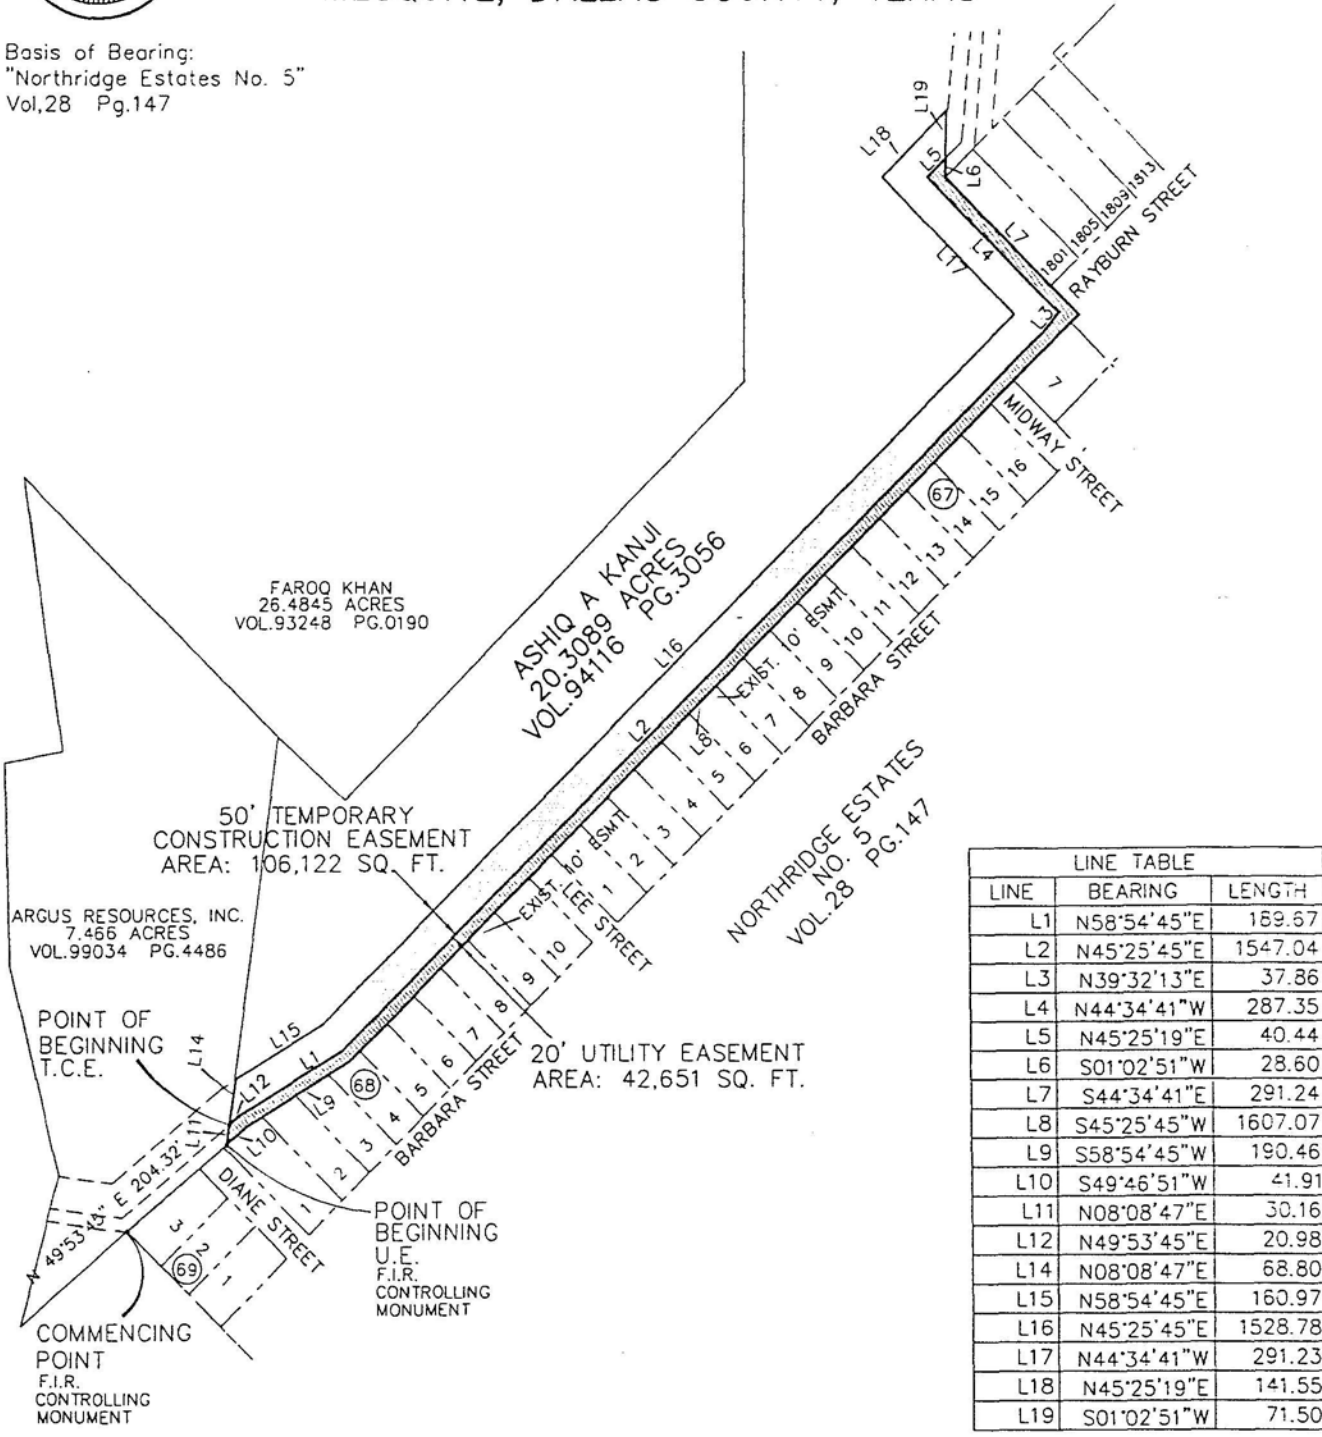 Basis of Bearing:
"Northridge Estates No. 5"
Vol,28 Pg.147
L19
L18
L5
L6
L7
L4
L17
L3
1801
1805
1809
1813
RAYBURN STREET
7
MIDWAY STREET
67
16
15
14
13
12
11
10
9
8
7
6
5
4
3
2
1
BARBARA STREET
EXIST. 10' ESMT.
L8
L16
L2
ASHIQ A KANJI
20.3089 ACRES
VOL.94116 PG.3056
FAROQ KHAN
26.4845 ACRES
VOL.93248 PG.0190
50' TEMPORARY
CONSTRUCTION EASEMENT
AREA: 106,122 SQ. FT.
EXIST. 10' ESMT.
LEE STREET
NORTHRIDGE ESTATES
NO. 5
VOL.28 PG.147
ARGUS RESOURCES, INC.
7.466 ACRES
VOL.99034 PG.4486
POINT OF
BEGINNING
T.C.E.
L14
L15
L12
L1
L11
L10
L9
68
10
9
8
7
6
5
4
3
2
1
BARBARA STREET
20' UTILITY EASEMENT
AREA: 42,651 SQ. FT.
N 49°53'45" E 204.32'
DIANE STREET
3
2
1
69
POINT OF
BEGINNING
U.E.
F.I.R.
CONTROLLING
MONUMENT
COMMENCING
POINT
F.I.R.
CONTROLLING
MONUMENT
LINE TABLE
LINE BEARING LENGTH
L1 N58°54'45"E 189.67
L2 N45°25'45"E 1547.04
L3 N39°32'13"E 37.86
L4 N44°34'41"W 287.35
L5 N45°25'19"E 40.44
L6 S01°02'51"W 28.60
L7 S44°34'41"E 291.24
L8 S45°25'45"W 1607.07
L9 S58°54'45"W 190.46
L10 S49°46'51"W 41.91
L11 N08°08'47"E 30.16
L12 N49°53'45"E 20.98
L14 N08°08'47"E 68.80
L15 N58°54'45"E 160.97
L16 N45°25'45"E 1528.78
L17 N44°34'41"W 291.23
L18 N45°25'19"E 141.55
L19 S01°02'51"W 71.50